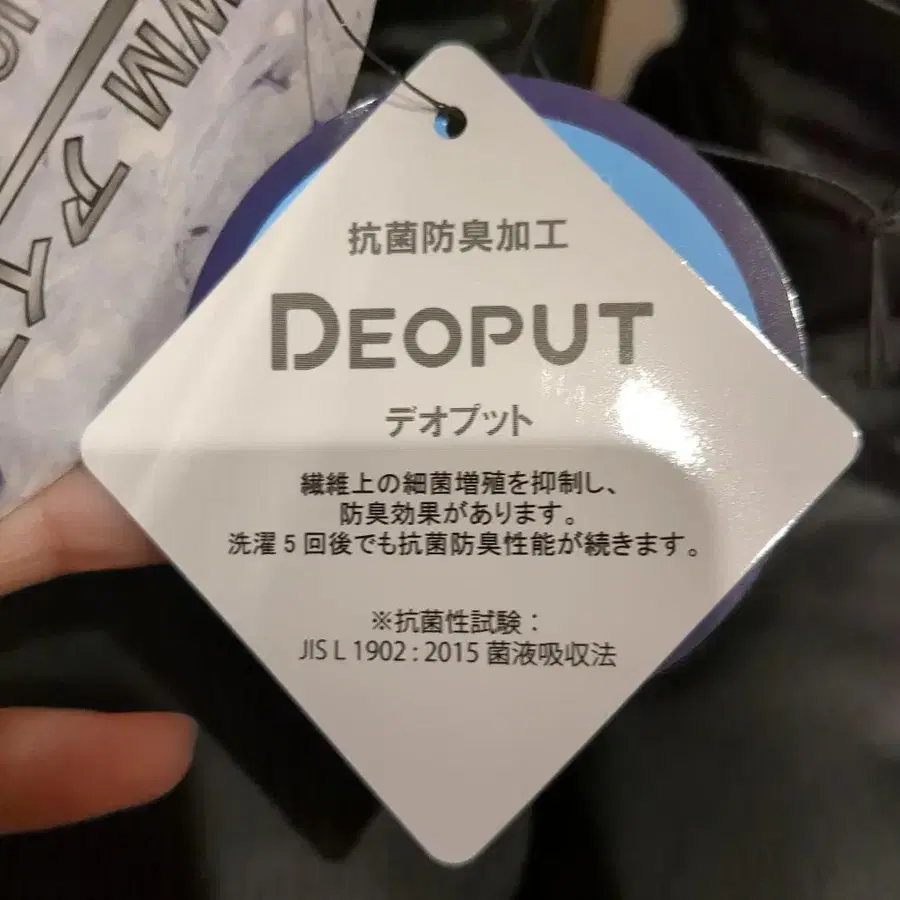 WM アイ
抗菌防臭加工
DEOPUT
デオプット
繊維上の細菌増殖を抑制し、
防臭効果があります。
洗濯5回後でも抗菌防臭性能が続きます。
※抗菌性試験：
JIS L 1902 : 2015 菌液吸収法